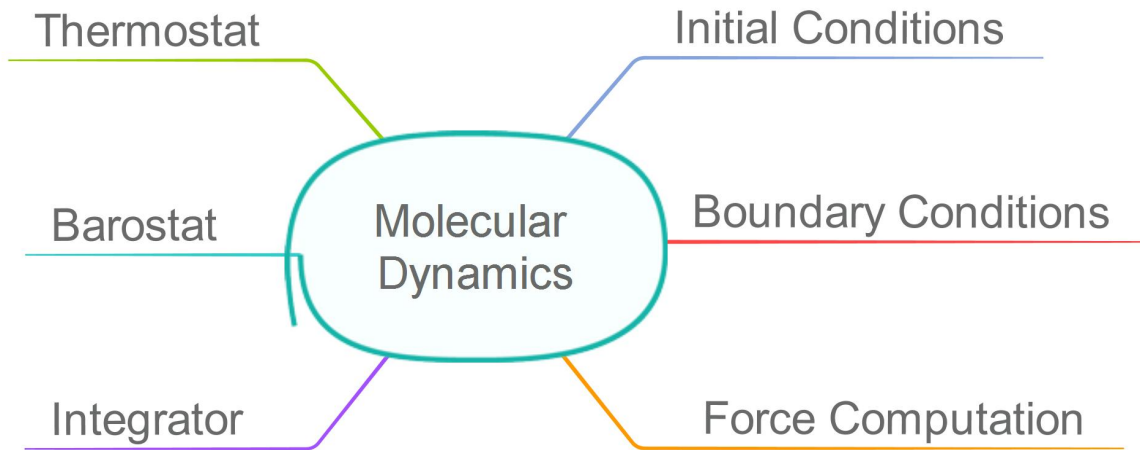 Thermostat
Initial Conditions
Barostat
Molecular
Dynamics
Boundary Conditions
Integrator
Force Computation